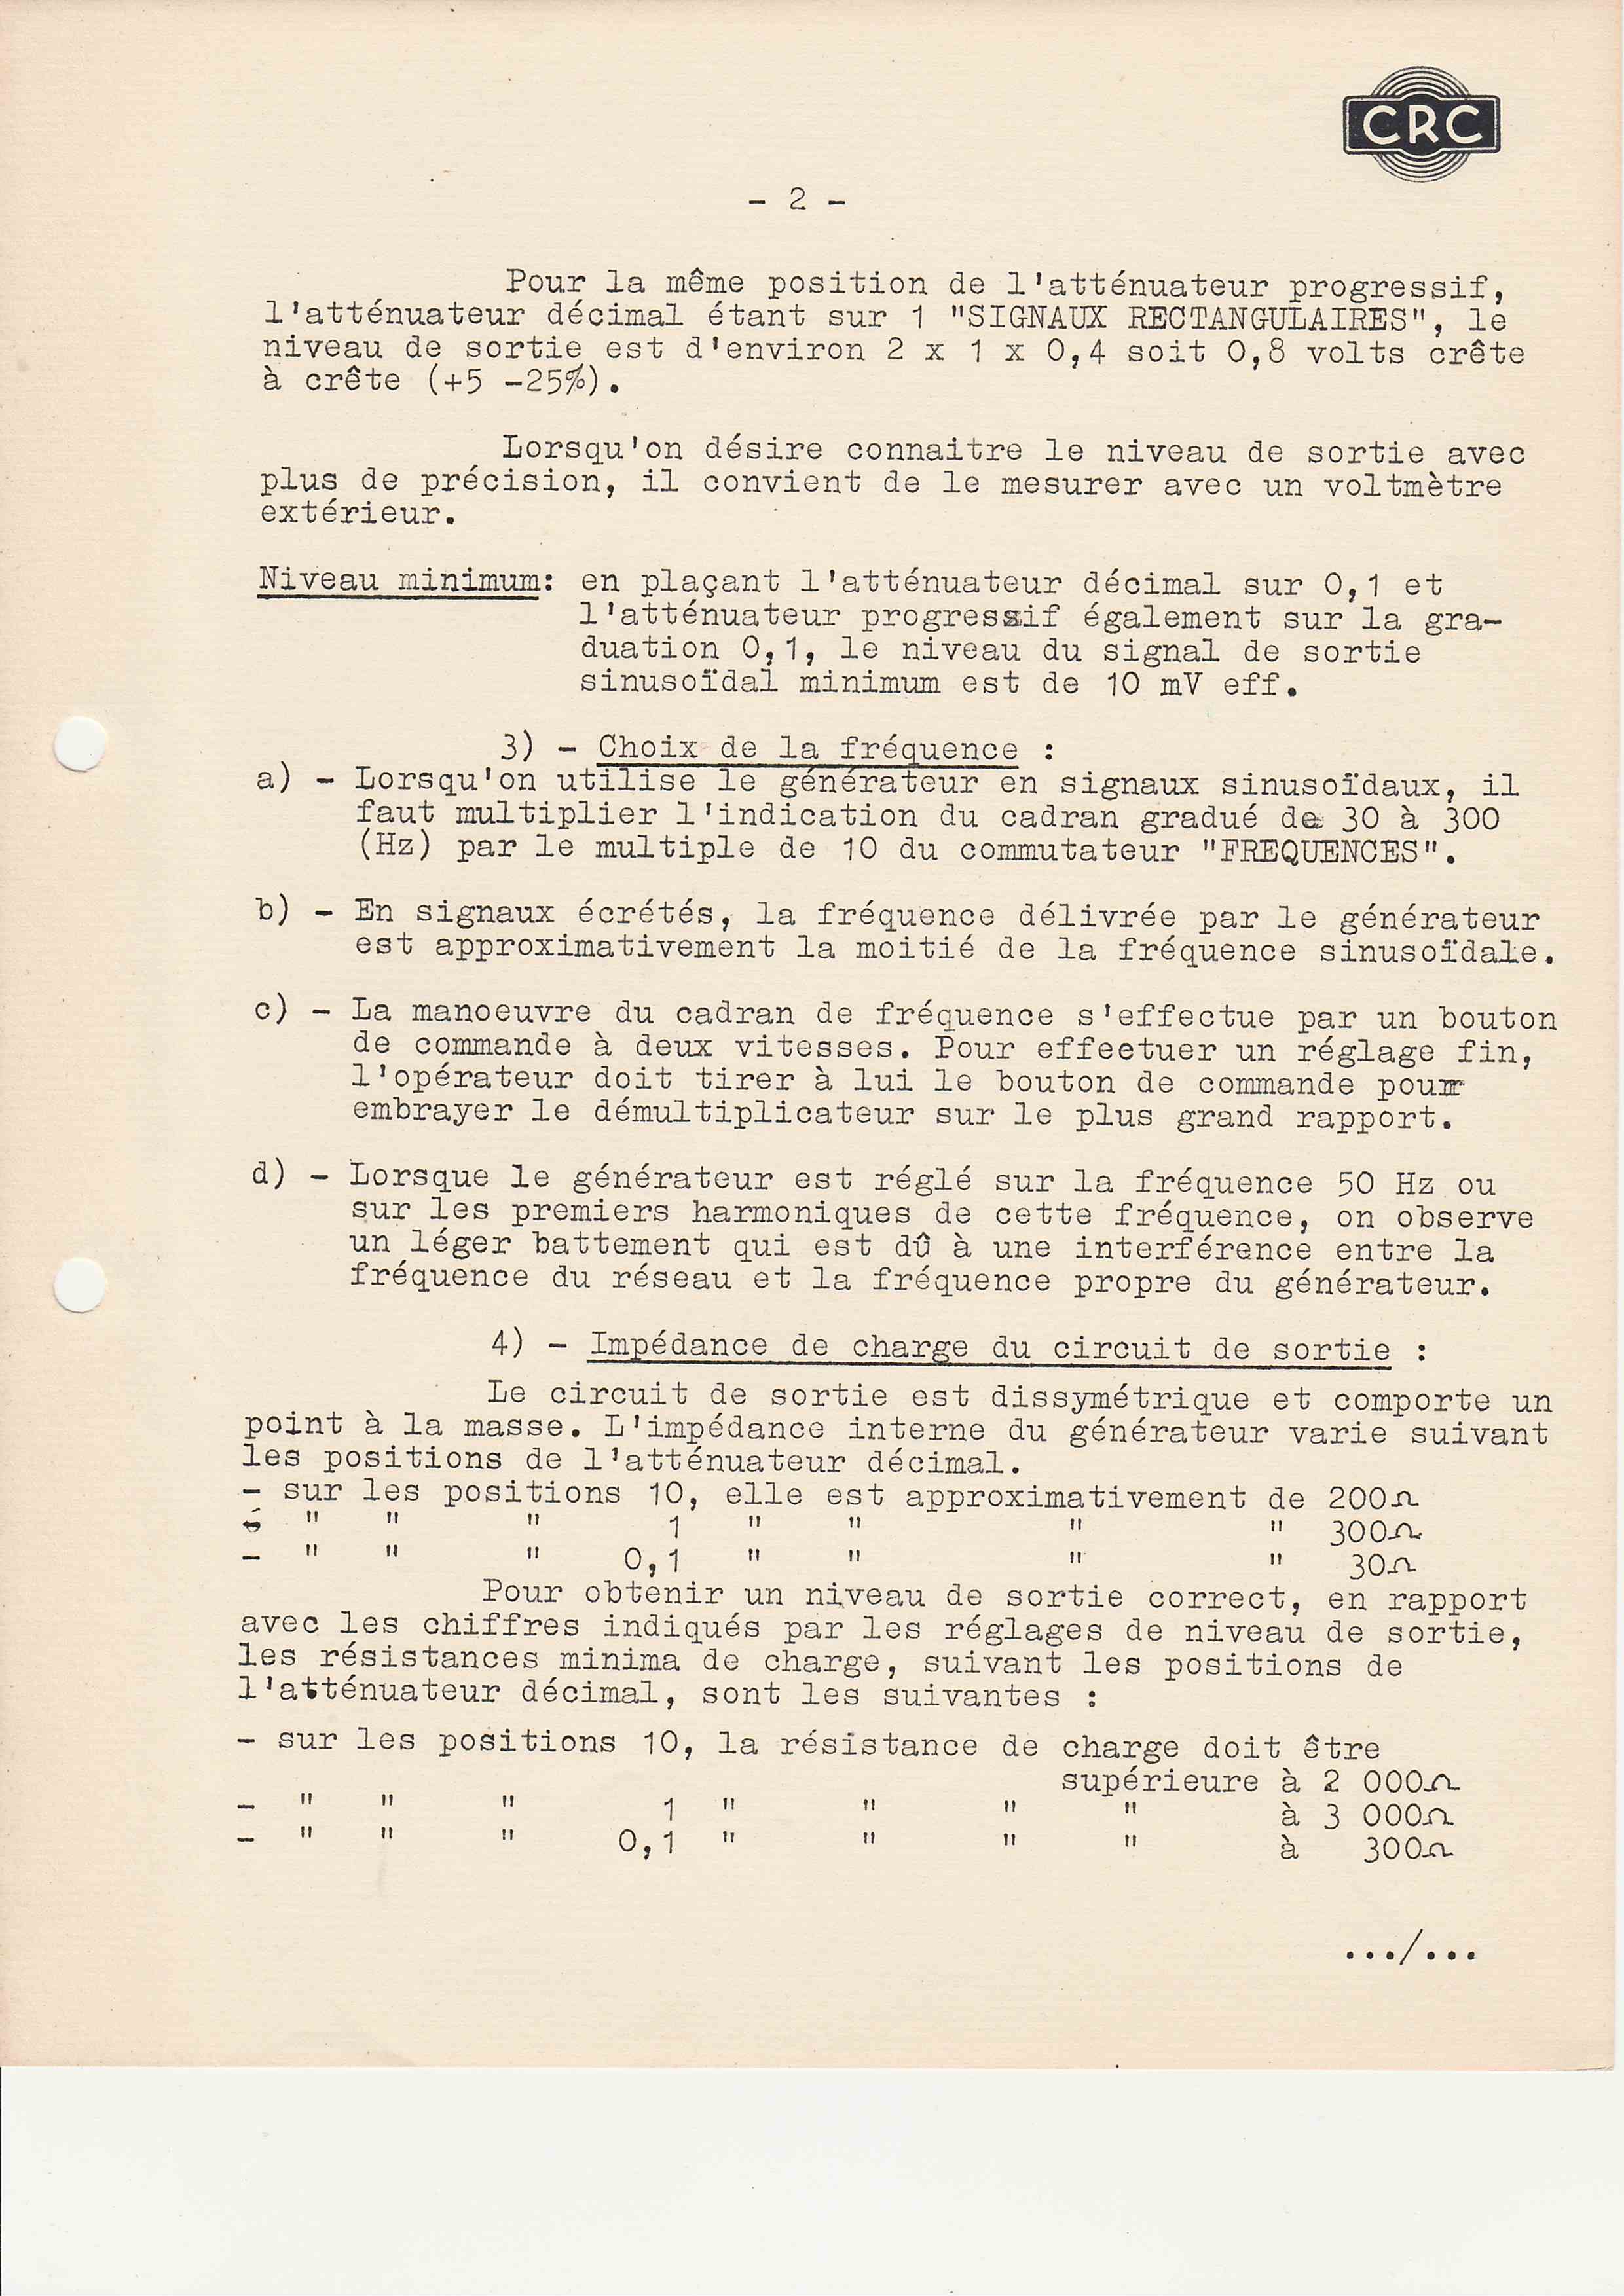 CRC
- 2 -
Pour la même position de l'atténuateur progressif,
l'atténuateur décimal étant sur 1 "SIGNAUX RECTANGULAIRES", le
niveau de sortie est d'environ 2 x 1 x 0,4 soit 0,8 volts crête
à crête (+5 -25%).
Lorsqu'on désire connaitre le niveau de sortie avec
plus de précision, il convient de le mesurer avec un voltmètre
extérieur.
Niveau minimum: en plaçant l'atténuateur décimal sur 0,1 et
l'atténuateur progressif également sur la gra-
duation 0,1, le niveau du signal de sortie
sinusoïdal minimum est de 10 mV eff.
3) - Choix de la fréquence :
a) - Lorsqu'on utilise le générateur en signaux sinusoïdaux, il
faut multiplier l'indication du cadran gradué de 30 à 300
(Hz) par le multiple de 10 du commutateur "FREQUENCES".
b) - En signaux écrétés, la fréquence délivrée par le générateur
est approximativement la moitié de la fréquence sinusoïdale.
c) - La manoeuvre du cadran de fréquence s'effectue par un bouton
de commande à deux vitesses. Pour effeetuer un réglage fin,
l'opérateur doit tirer à lui le bouton de commande pour
embrayer le démultiplicateur sur le plus grand rapport.
d) - Lorsque le générateur est réglé sur la fréquence 50 Hz ou
sur les premiers harmoniques de cette fréquence, on observe
un léger battement qui est dû à une interférence entre la
fréquence du réseau et la fréquence propre du générateur.
4) - Impédance de charge du circuit de sortie :
Le circuit de sortie est dissymétrique et comporte un
point à la masse. L'impédance interne du générateur varie suivant
les positions de l'atténuateur décimal.
- sur les positions 10, elle est approximativement de 200Ω
- " " " 1 " " " " 300Ω
- " " " 0,1 " " " " 30Ω
Pour obtenir un niveau de sortie correct, en rapport
avec les chiffres indiqués par les réglages de niveau de sortie,
les résistances minima de charge, suivant les positions de
l'atténuateur décimal, sont les suivantes :
- sur les positions 10, la résistance de charge doit être
supérieure à 2 000Ω
- " " " 1 " " " " à 3 000Ω
- " " " 0,1 " " " " à 300Ω
.../...